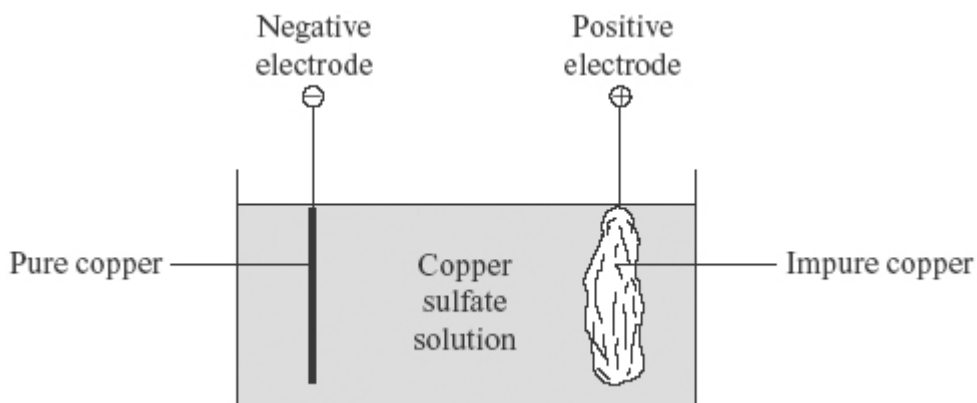 Negative
electrode
Positive
electrode
Pure copper
Copper
sulfate
solution
Impure copper